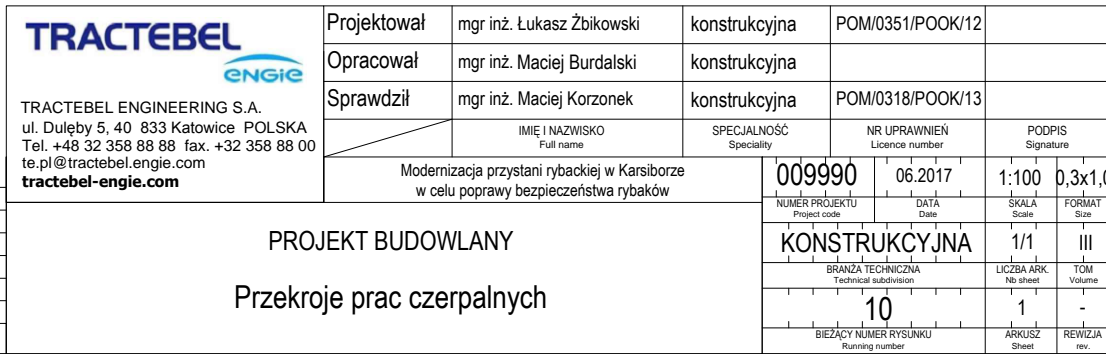 TRACTEBEL
ENGIE
TRACTEBEL ENGINEERING S.A.
ul. Dulęby 5, 40 833 Katowice POLSKA
Tel. +48 32 358 88 88 fax. +32 358 88 00
te.pl@tractebel.engie.com
tractebel-engie.com
Projektował mgr inż. Łukasz Żbikowski konstrukcyjna POM/0351/POOK/12
Opracował mgr inż. Maciej Burdalski konstrukcyjna
Sprawdził mgr inż. Maciej Korzonek konstrukcyjna POM/0318/POOK/13
IMIĘ I NAZWISKO SPECJALNOŚĆ NR UPRAWNIEŃ PODPIS
Full name Speciality Licence number Signature
Modernizacja przystani rybackiej w Karsiborze
w celu poprawy bezpieczeństwa rybaków
009990 06.2017 1:100 0,3x1,0
NUMER PROJEKTU DATA SKALA FORMAT
Project code Date Scale Size
PROJEKT BUDOWLANY
Przekroje prac czerpalnych
KONSTRUKCYJNA 1/1 III
BRANŻA TECHNICZNA LICZBA ARK. TOM
Technical subdivision Nb sheet Volume
10 1 -
BIEŻĄCY NUMER RYSUNKU ARKUSZ REWIZJA
Running number Sheet rev.